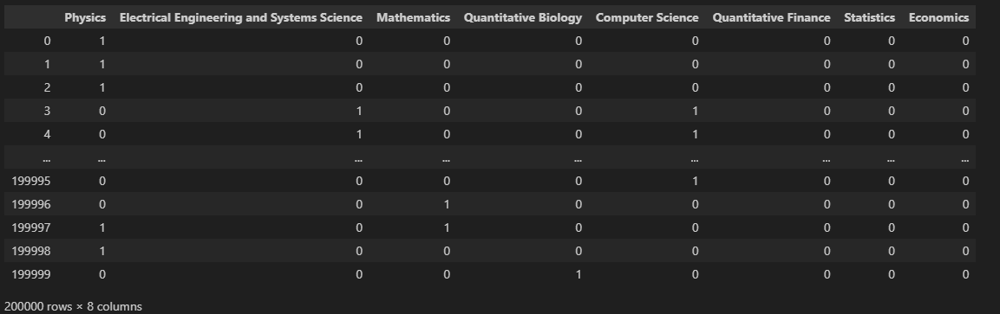 Physics Electrical Engineering and Systems Science Mathematics Quantitative Biology Computer Science Quantitative Finance Statistics Economics
0 1 0 0 0 0 0 0 0
1 1 0 0 0 0 0 0 0
2 1 0 0 0 0 0 0 0
3 0 1 0 0 1 0 0 0
4 0 1 0 0 1 0 0 0
... ... ... ... ... ... ... ... ...
199995 0 0 0 0 1 0 0 0
199996 0 0 1 0 0 0 0 0
199997 1 0 1 0 0 0 0 0
199998 1 0 0 0 0 0 0 0
199999 0 0 0 1 0 0 0 0
200000 rows × 8 columns